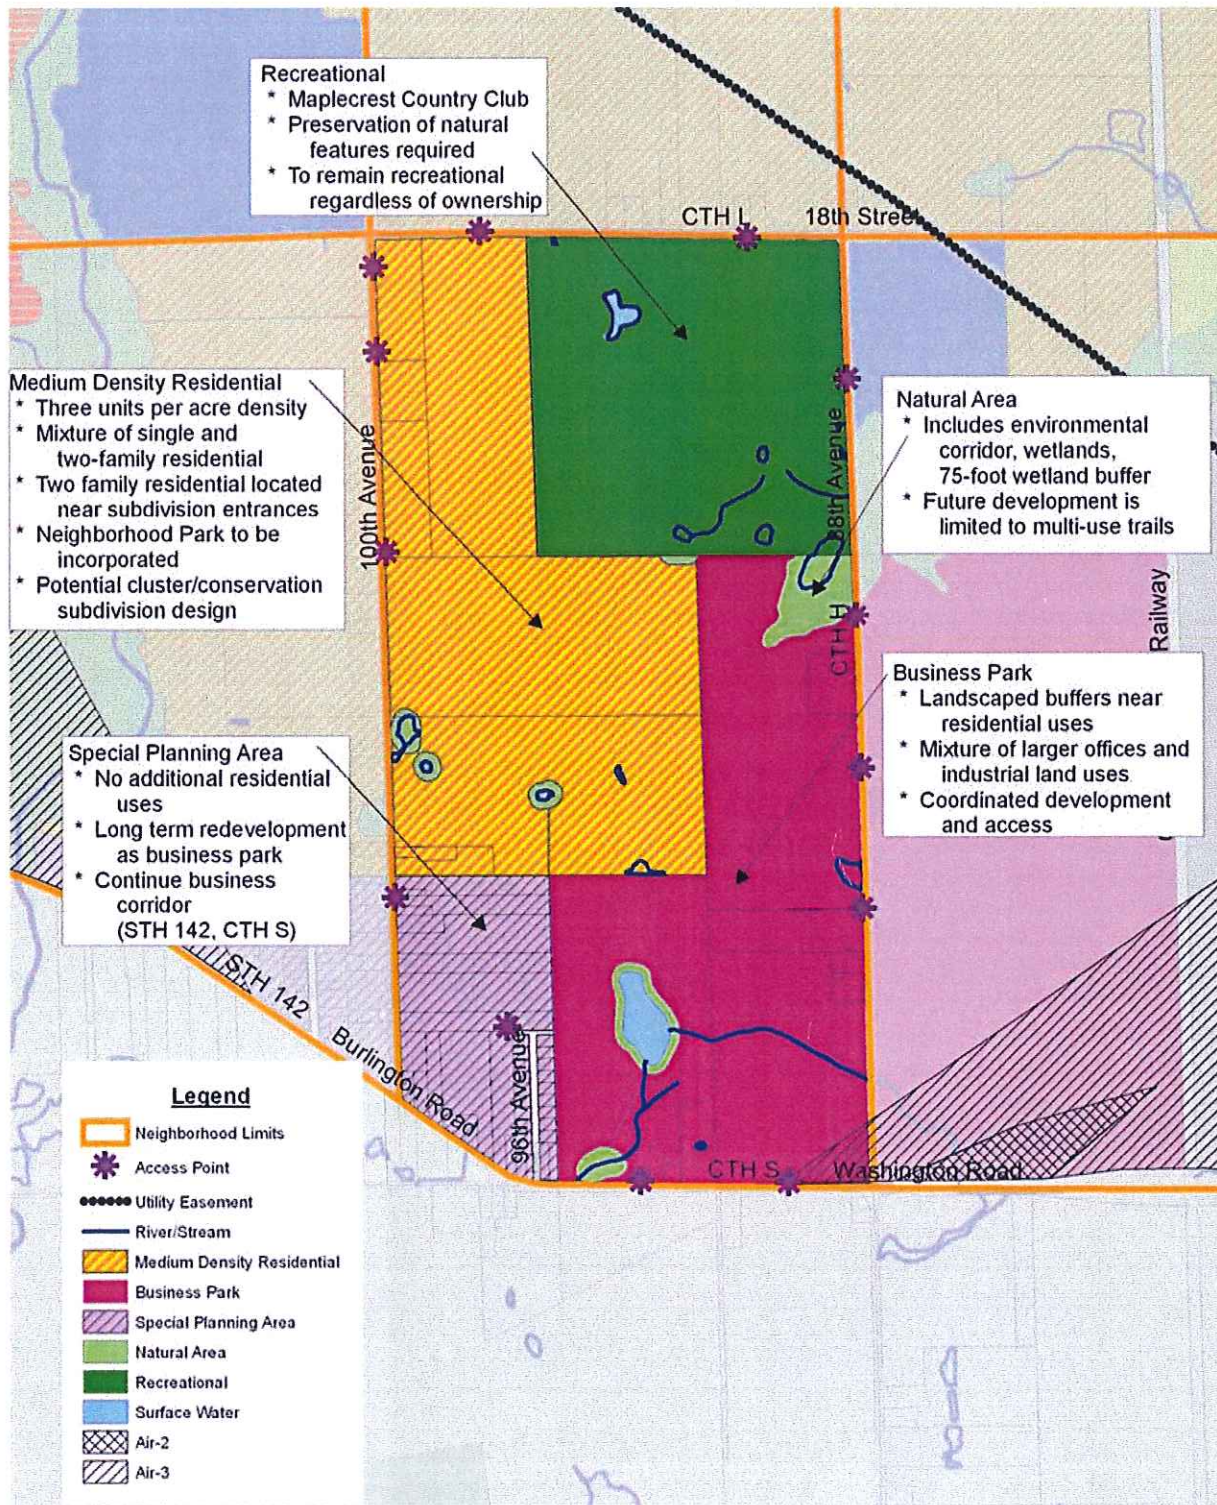 Recreational
* Maplecrest Country Club
* Preservation of natural
features required
* To remain recreational
regardless of ownership
CTH L
18th Street
Medium Density Residential
* Three units per acre density
* Mixture of single and
two-family residential
* Two family residential located
near subdivision entrances
* Neighborhood Park to be
incorporated
* Potential cluster/conservation
subdivision design
100th Avenue
88th Avenue
CTH H
Natural Area
* Includes environmental
corridor, wetlands,
75-foot wetland buffer
* Future development is
limited to multi-use trails
Railway
Business Park
* Landscaped buffers near
residential uses
* Mixture of larger offices and
industrial land uses
* Coordinated development
and access
Special Planning Area
* No additional residential
uses
* Long term redevelopment
as business park
* Continue business
corridor
(STH 142, CTH S)
STH 142
Burlington Road
96th Avenue
CTH S
Washington Road
Legend
Neighborhood Limits
Access Point
Utility Easement
River/Stream
Medium Density Residential
Business Park
Special Planning Area
Natural Area
Recreational
Surface Water
Air-2
Air-3